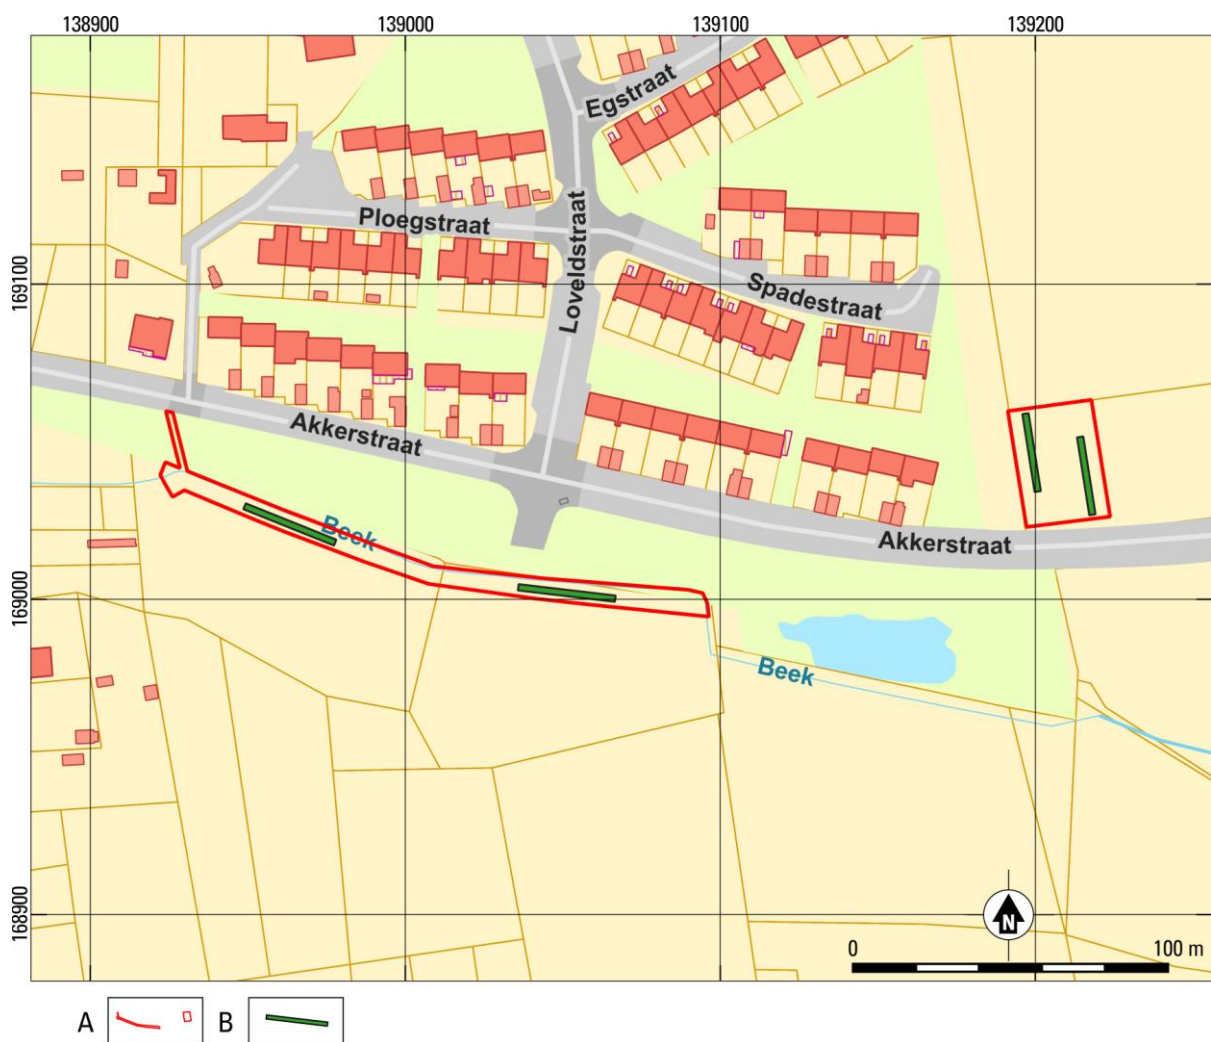 138900 139000 139100 139200
Egstraat
Ploegstraat
Loveldstraat
169100
Spadestraat
Akkerstraat
Beek
Akkerstraat
169000
Beek
168900
N
0 100 m
A B